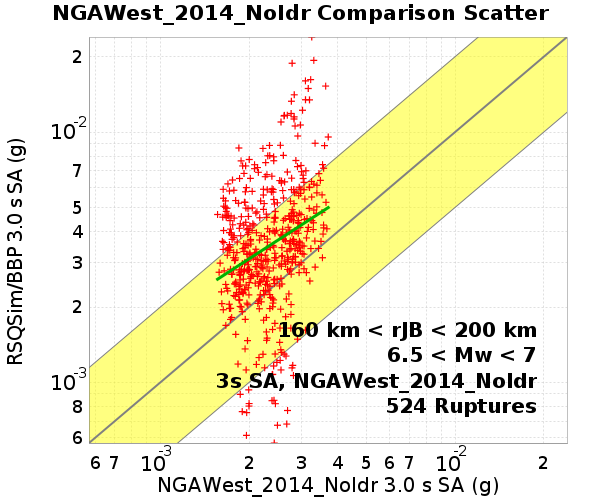 NGAWest_2014_NoIdr Comparison Scatter
2
10-2
7
5
4
3
2
10-3
8
6
RSQSim/BBP 3.0 s SA (g)
160 km < rJB < 200 km
6.5 < Mw < 7
3s SA, NGAWest_2014_NoIdr
524 Ruptures
6 7 10-3 2 3 4 5 6 7 10-2 2
NGAWest_2014_NoIdr 3.0 s SA (g)